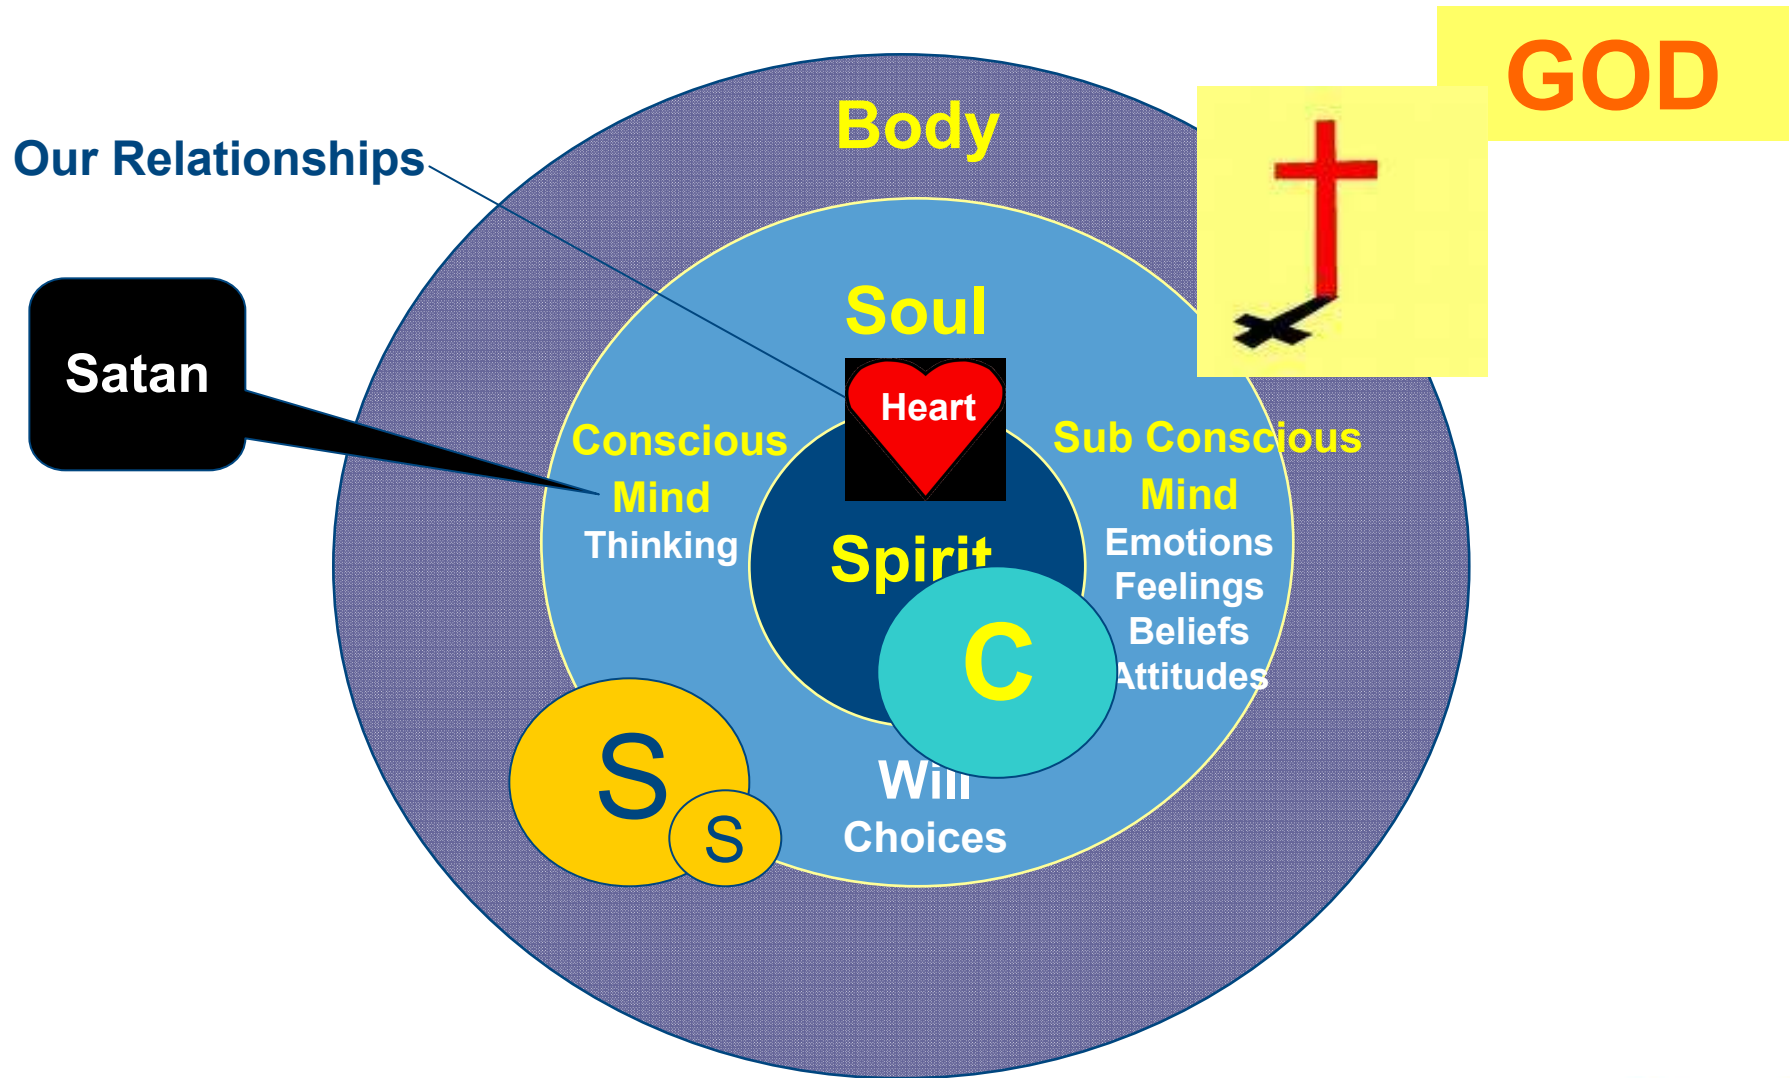 GOD
Body
Our Relationships
Soul
Satan
Heart
Conscious
Mind
Thinking
Sub Conscious
Mind
Emotions
Feelings
Beliefs
Attitudes
Spirit
C
S
S
Will
Choices